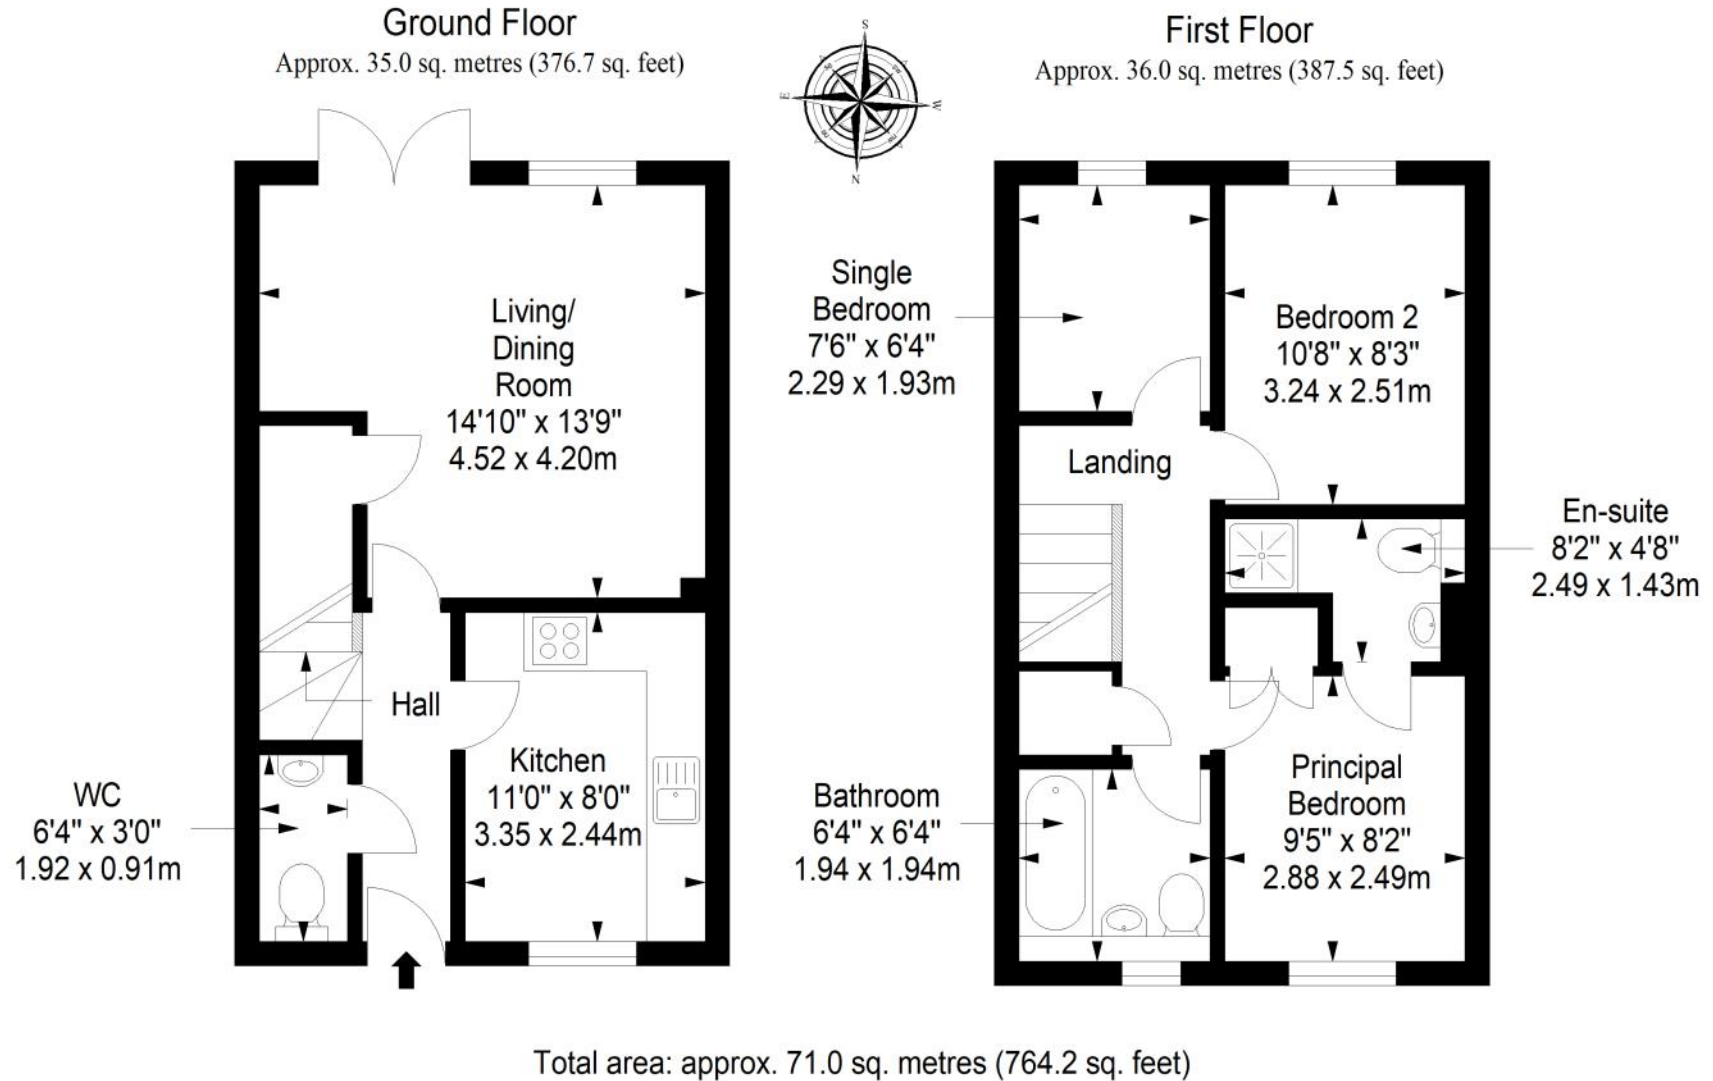 Ground Floor
Approx. 35.0 sq. metres (376.7 sq. feet)
S
E
W
N
First Floor
Approx. 36.0 sq. metres (387.5 sq. feet)
Living/
Dining
Room
14'10" x 13'9"
4.52 x 4.20m
Hall
Kitchen
11'0" x 8'0"
3.35 x 2.44m
WC
6'4" x 3'0"
1.92 x 0.91m
Single
Bedroom
7'6" x 6'4"
2.29 x 1.93m
Bedroom 2
10'8" x 8'3"
3.24 x 2.51m
Landing
En-suite
8'2" x 4'8"
2.49 x 1.43m
Bathroom
6'4" x 6'4"
1.94 x 1.94m
Principal
Bedroom
9'5" x 8'2"
2.88 x 2.49m
Total area: approx. 71.0 sq. metres (764.2 sq. feet)